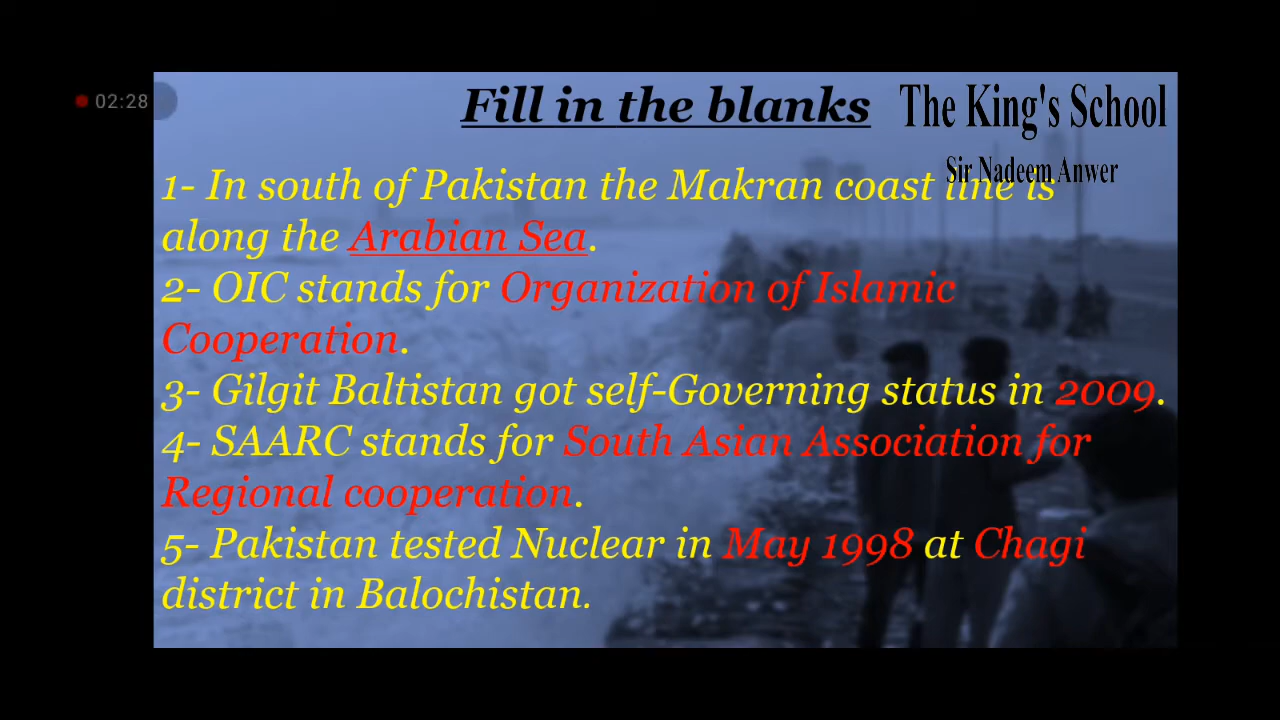 02:28
Fill in the blanks
The King's School
Sir Nadeem Anwer
1- In south of Pakistan the Makran coast line is
along the Arabian Sea.
2- OIC stands for Organization of Islamic
Cooperation.
3- Gilgit Baltistan got self-Governing status in 2009.
4- SAARC stands for South Asian Association for
Regional cooperation.
5- Pakistan tested Nuclear in May 1998 at Chagi
district in Balochistan.